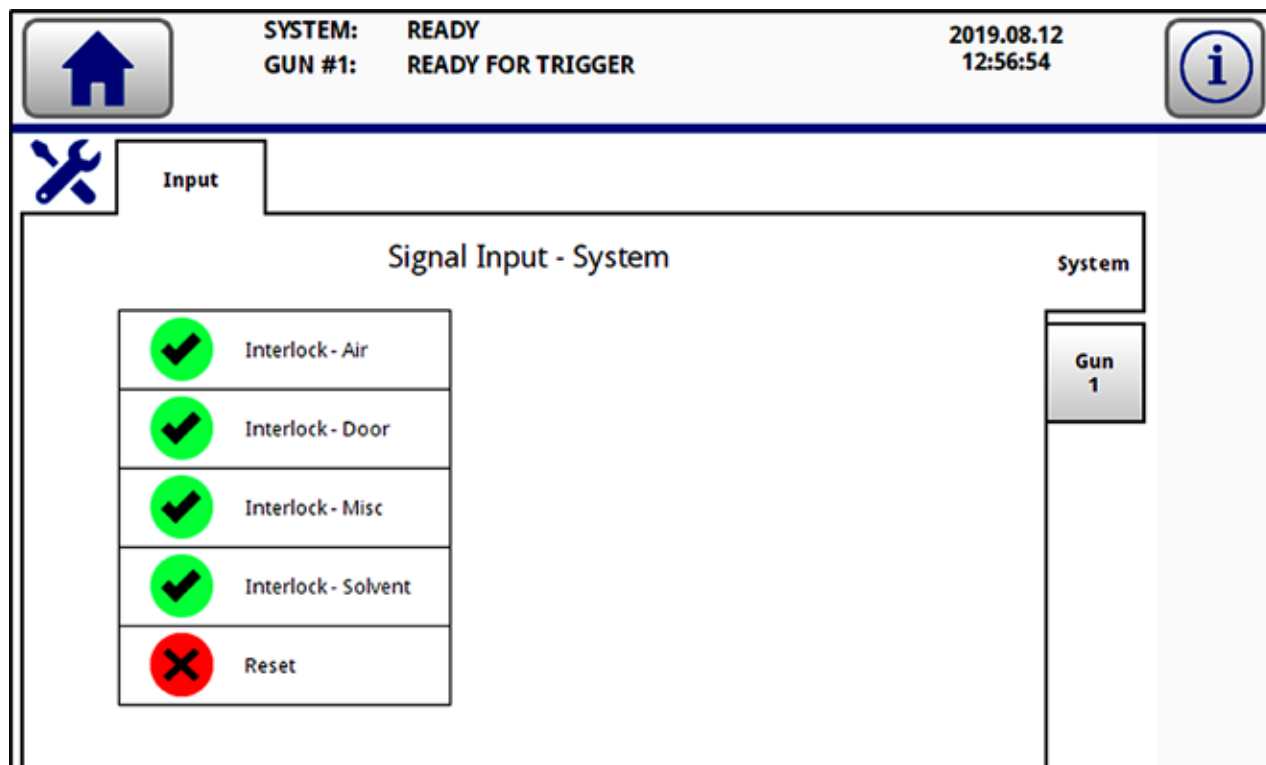 SYSTEM: READY
GUN #1: READY FOR TRIGGER
2019.08.12
12:56:54
i
Input
Signal Input - System
System
Interlock - Air
Gun
1
Interlock - Door
Interlock - Misc
Interlock - Solvent
Reset